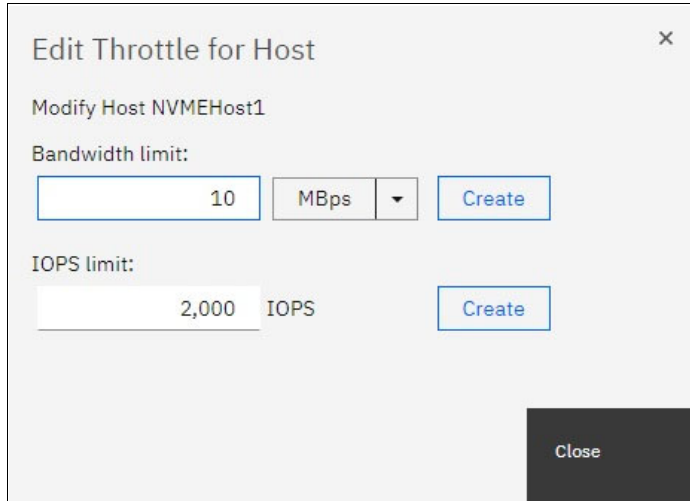 Edit Throttle for Host
Modify Host NVMEHost1
Bandwidth limit:
10 MBps Create
IOPS limit:
2,000 IOPS Create
Close